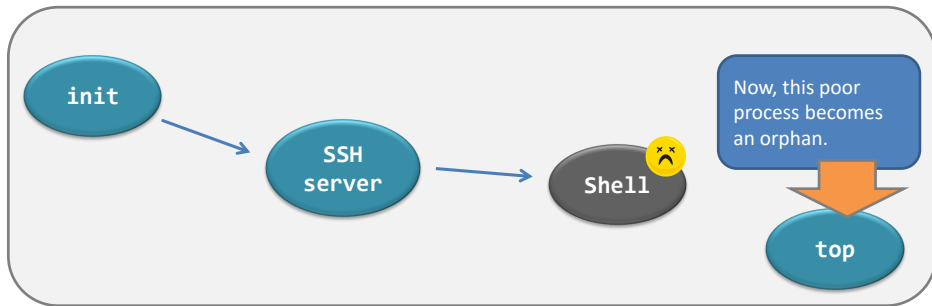 init
SSH
server
Shell
Now, this poor
process becomes
an orphan.
top